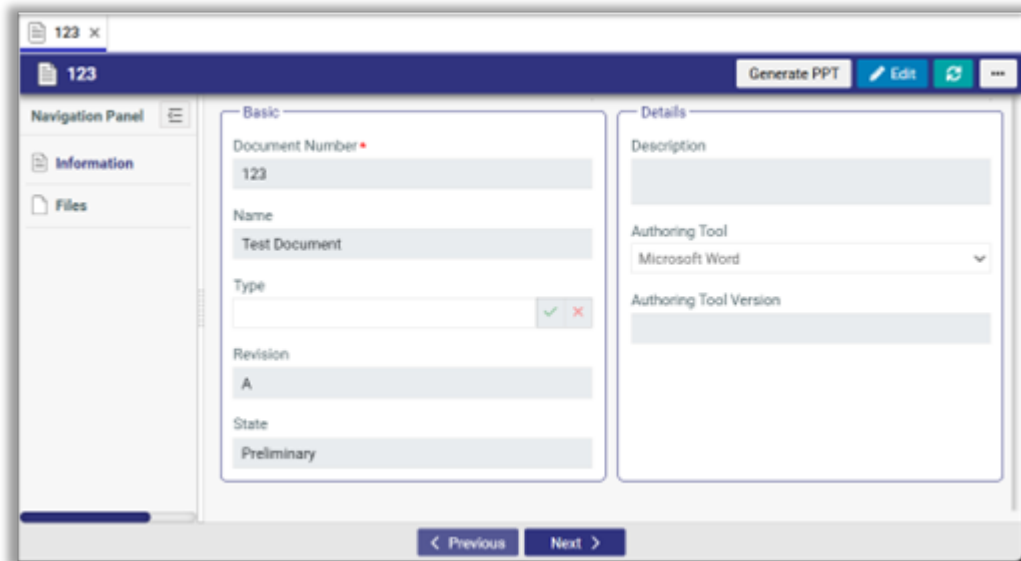 123
123
Generate PPT
Edit
Navigation Panel
Information
Files
Basic
Document Number
123
Name
Test Document
Type
Revision
A
State
Preliminary
Details
Description
Authoring Tool
Microsoft Word
Authoring Tool Version
Previous
Next